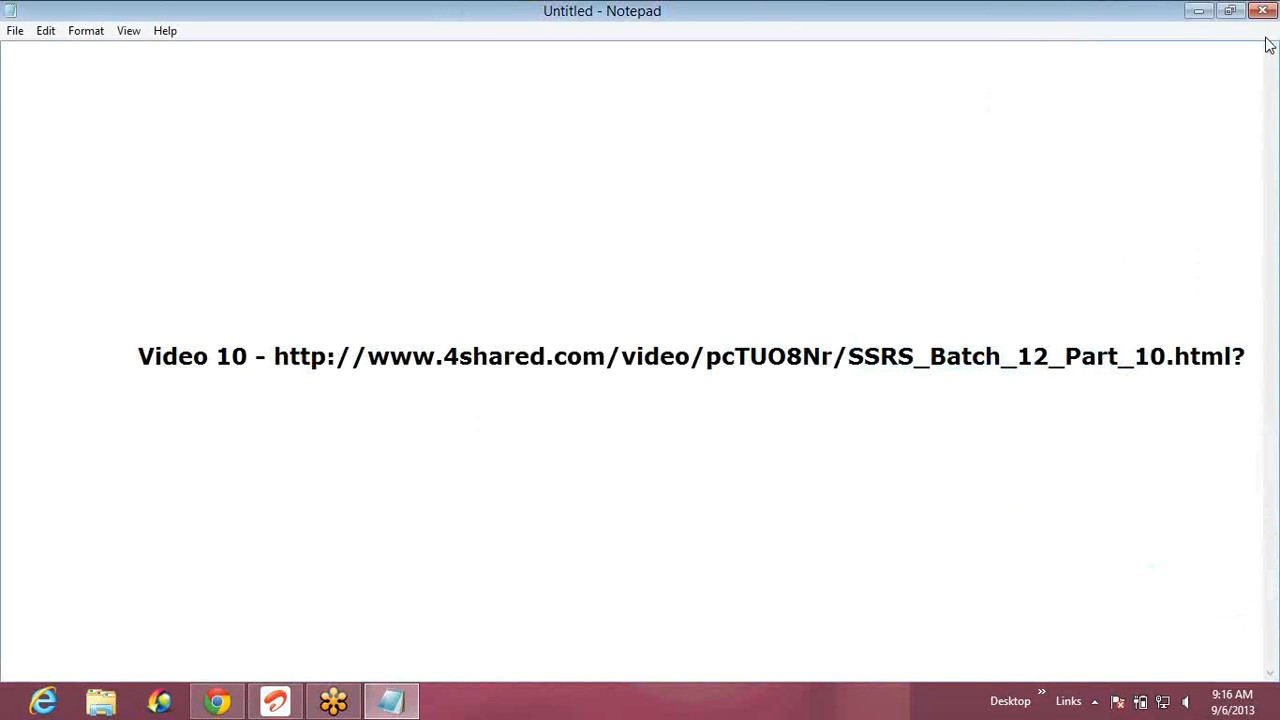 Untitled - Notepad
File Edit Format View Help
Video 10 - http://www.4shared.com/video/pcTUO8Nr/SSRS_Batch_12_Part_10.html?
Desktop » Links 9:16 AM
9/6/2013